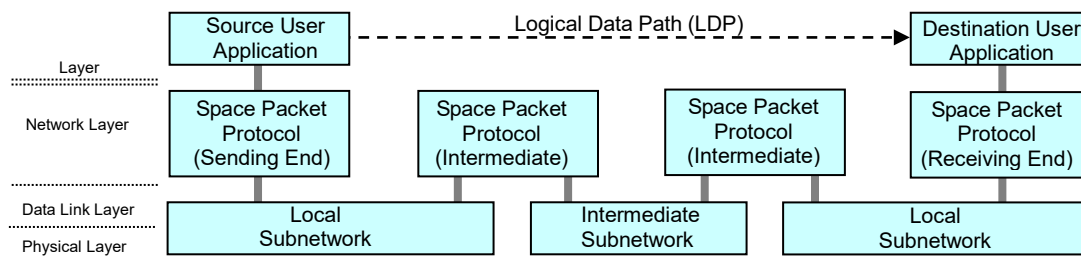 Source User
Application
Logical Data Path (LDP)
Destination User
Application
Layer
Network Layer
Space Packet
Protocol
(Sending End)
Space Packet
Protocol
(Intermediate)
Space Packet
Protocol
(Intermediate)
Space Packet
Protocol
(Receiving End)
Data Link Layer
Physical Layer
Local
Subnetwork
Intermediate
Subnetwork
Local
Subnetwork